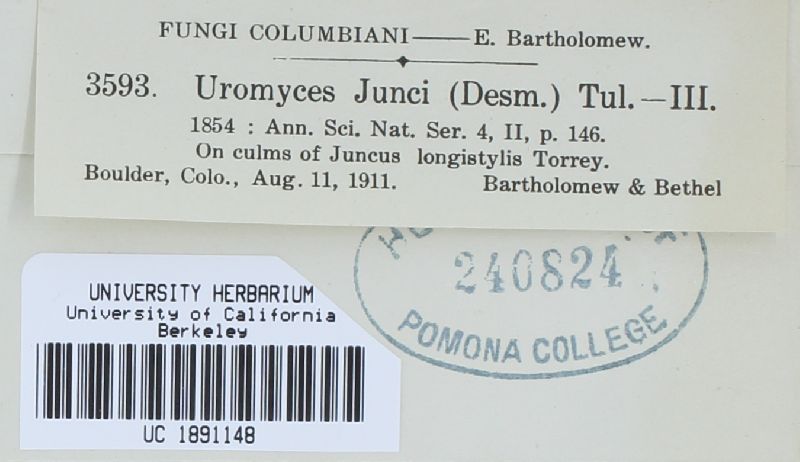 FUNGI COLUMBIANI—— E. Bartholomew.
3593. Uromyces Junci (Desm.) Tul.—III.
1854 : Ann. Sci. Nat. Ser. 4, II, p. 146.
On culms of Juncus longistylis Torrey.
Boulder, Colo., Aug. 11, 1911. Bartholomew & Bethel
240824
POMONA COLLEGE
UNIVERSITY HERBARIUM
University of California
Berkeley
UC 1891148